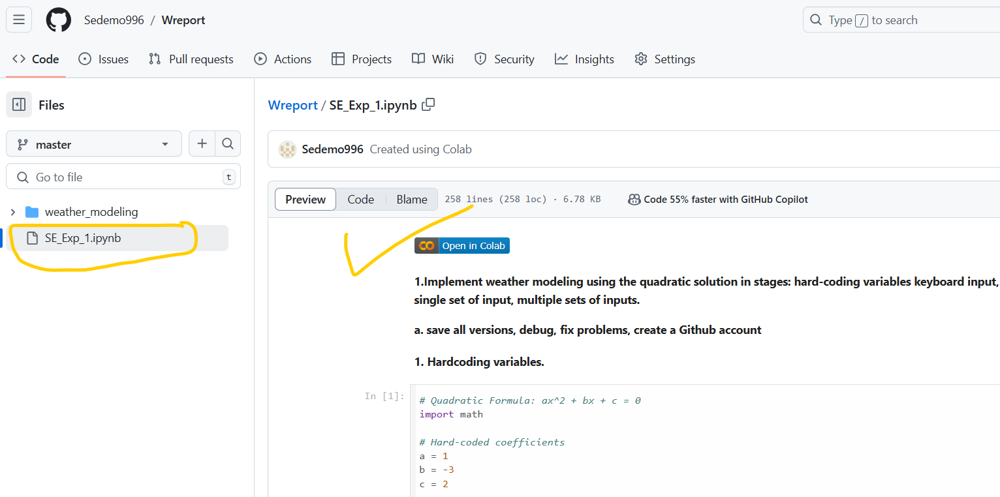 Sedemo996 / Wreport
Type / to search
Code Issues Pull requests Actions Projects Wiki Security Insights Settings
Files
master
Go to file t
weather_modeling
SE_Exp_1.ipynb
Wreport / SE_Exp_1.ipynb
Sedemo996 Created using Colab
Preview Code Blame 258 lines (258 loc) · 6.78 KB Code 55% faster with GitHub Copilot
Open in Colab
1.Implement weather modeling using the quadratic solution in stages: hard-coding variables keyboard input,
single set of input, multiple sets of inputs.
a. save all versions, debug, fix problems, create a Github account
1. Hardcoding variables.
In [1]:
# Quadratic Formula: ax^2 + bx + c = 0
import math
# Hard-coded coefficients
a = 1
b = -3
c = 2